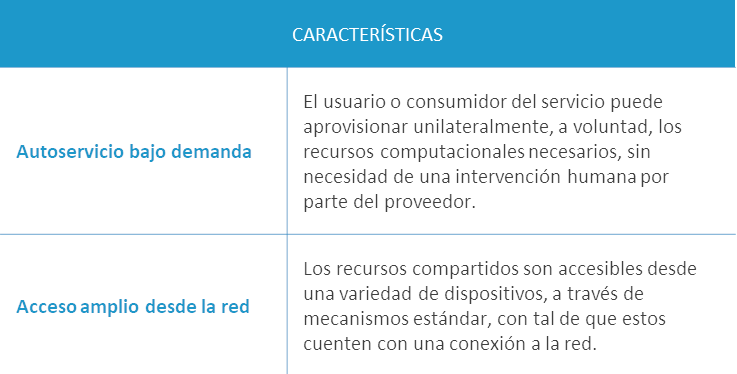 CARACTERÍSTICAS
Autoservicio bajo demanda
El usuario o consumidor del servicio puede
aprovisionar unilateralmente, a voluntad, los
recursos computacionales necesarios, sin
necesidad de una intervención humana por
parte del proveedor.
Acceso amplio desde la red
Los recursos compartidos son accesibles desde
una variedad de dispositivos, a través de
mecanismos estándar, con tal de que estos
cuenten con una conexión a la red.